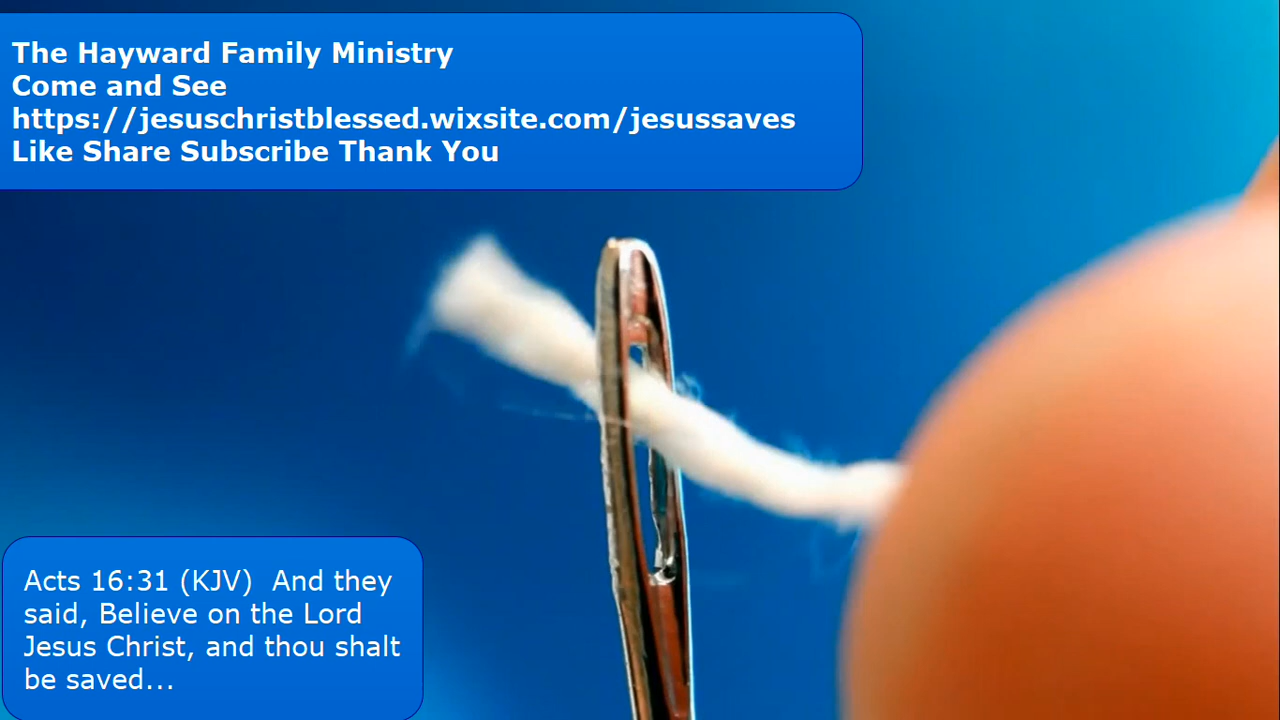 The Hayward Family Ministry
Come and See
https://jesuschristblessed.wixsite.com/jesussaves
Like Share Subscribe Thank You
Acts 16:31 (KJV)  And they
said, Believe on the Lord
Jesus Christ, and thou shalt
be saved...